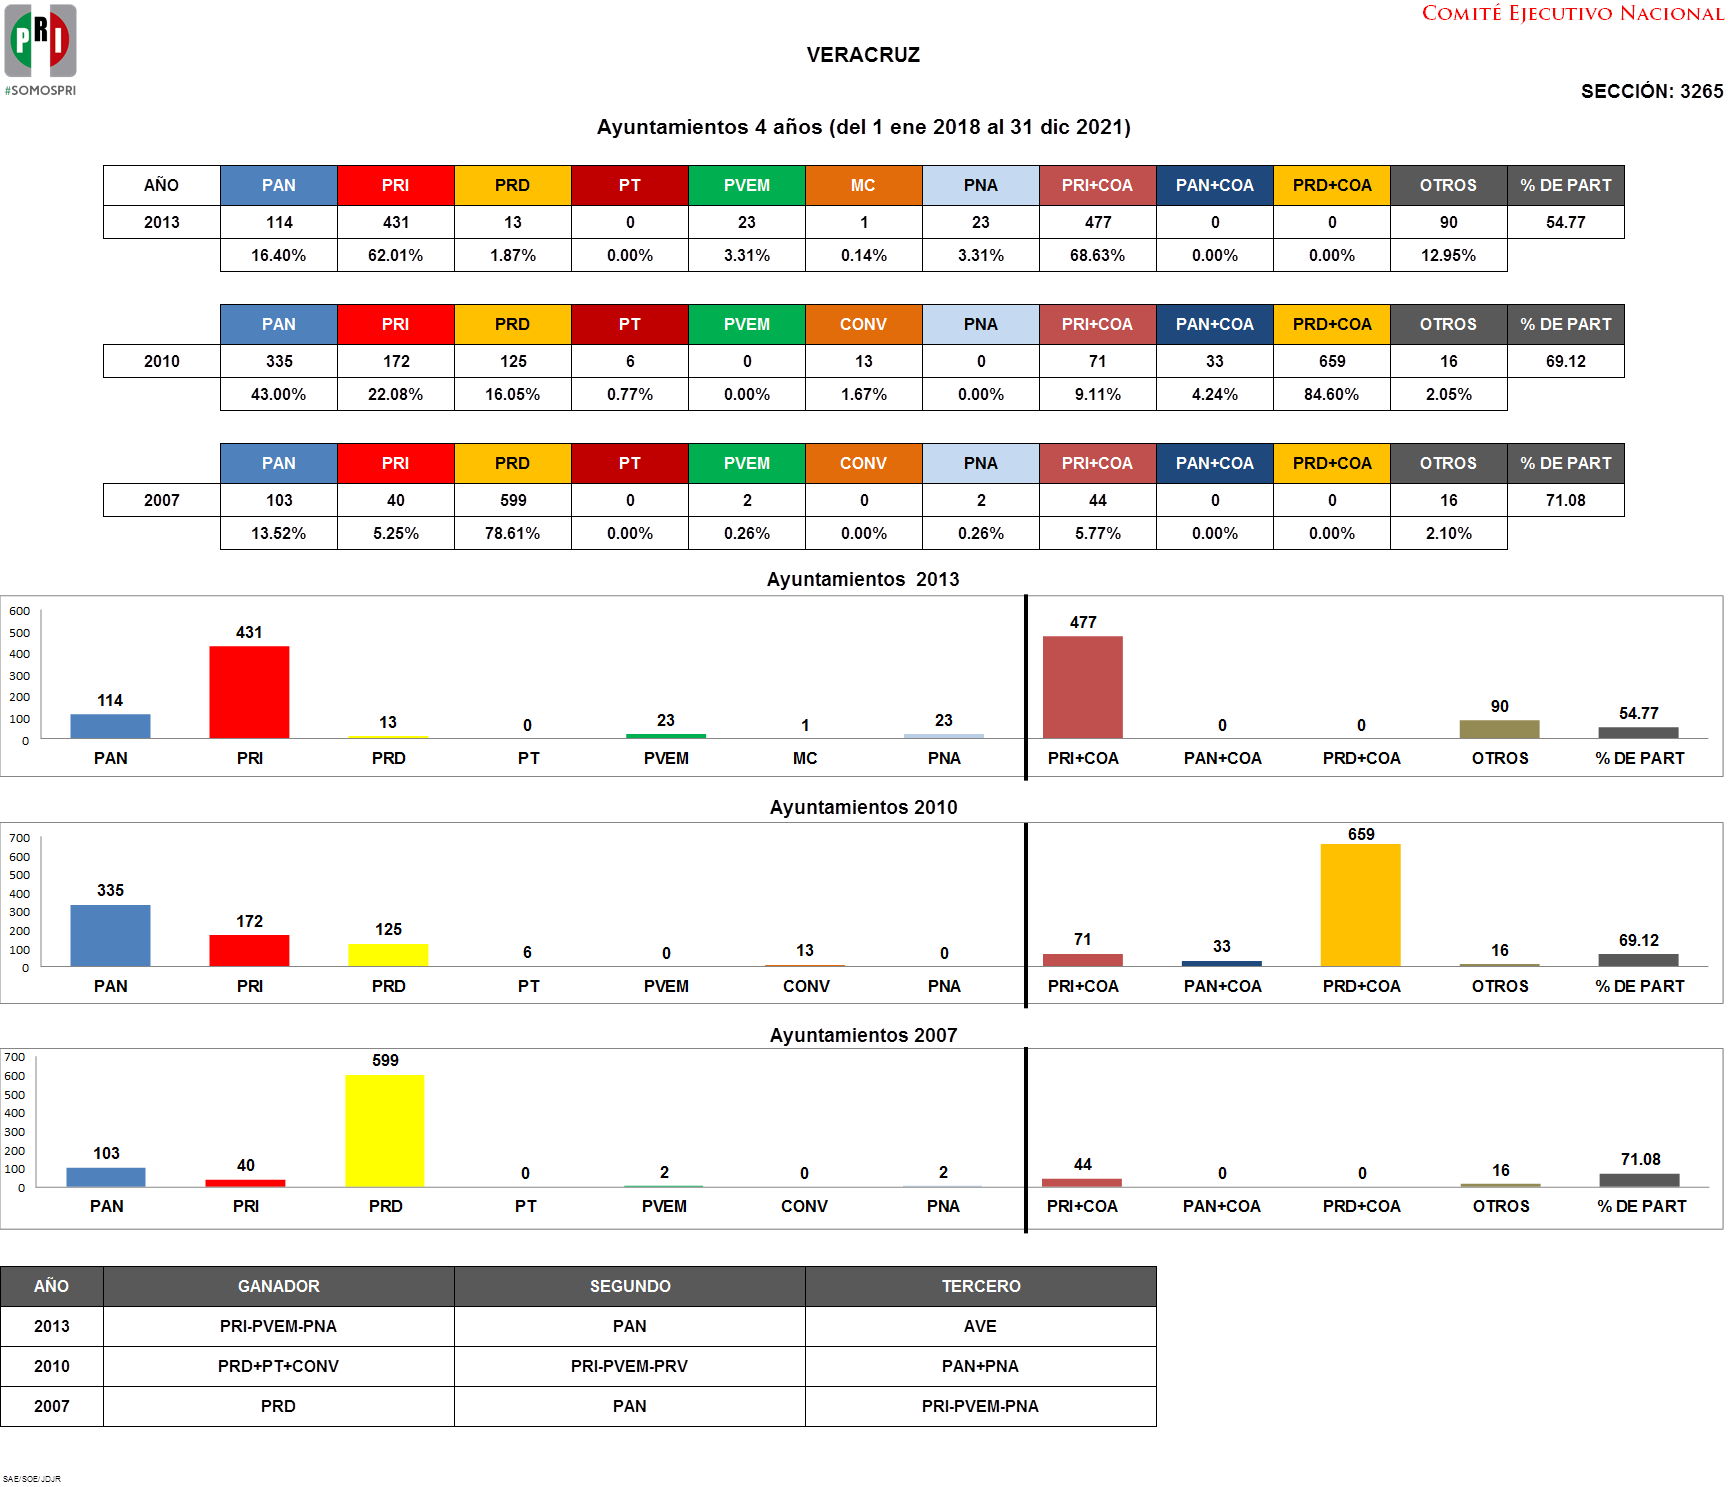 COMITÉ EJECUTIVO NACIONAL
PRI
#SOMOSPRI
VERACRUZ
SECCIÓN: 3265
Ayuntamientos 4 años (del 1 ene 2018 al 31 dic 2021)
AÑO PAN PRI PRD PT PVEM MC PNA PRI+COA PAN+COA PRD+COA OTROS % DE PART
2013 114 431 13 0 23 1 23 477 0 0 90 54.77
16.40% 62.01% 1.87% 0.00% 3.31% 0.14% 3.31% 68.63% 0.00% 0.00% 12.95%
PAN PRI PRD PT PVEM CONV PNA PRI+COA PAN+COA PRD+COA OTROS % DE PART
2010 335 172 125 6 0 13 0 71 33 659 16 69.12
43.00% 22.08% 16.05% 0.77% 0.00% 1.67% 0.00% 9.11% 4.24% 84.60% 2.05%
PAN PRI PRD PT PVEM CONV PNA PRI+COA PAN+COA PRD+COA OTROS % DE PART
2007 103 40 599 0 2 0 2 44 0 0 16 71.08
13.52% 5.25% 78.61% 0.00% 0.26% 0.00% 0.26% 5.77% 0.00% 0.00% 2.10%
Ayuntamientos 2013
600
500
400
300
200
100
0
114 431 13 0 23 1 23 477 0 0 90 54.77
PAN PRI PRD PT PVEM MC PNA PRI+COA PAN+COA PRD+COA OTROS % DE PART
Ayuntamientos 2010
700
600
500
400
300
200
100
0
335 172 125 6 0 13 0 71 33 659 16 69.12
PAN PRI PRD PT PVEM CONV PNA PRI+COA PAN+COA PRD+COA OTROS % DE PART
Ayuntamientos 2007
700
600
500
400
300
200
100
0
103 40 599 0 2 0 2 44 0 0 16 71.08
PAN PRI PRD PT PVEM CONV PNA PRI+COA PAN+COA PRD+COA OTROS % DE PART
AÑO GANADOR SEGUNDO TERCERO
2013 PRI-PVEM-PNA PAN AVE
2010 PRD+PT+CONV PRI-PVEM-PRV PAN+PNA
2007 PRD PAN PRI-PVEM-PNA
SAE/SOE/JDJR